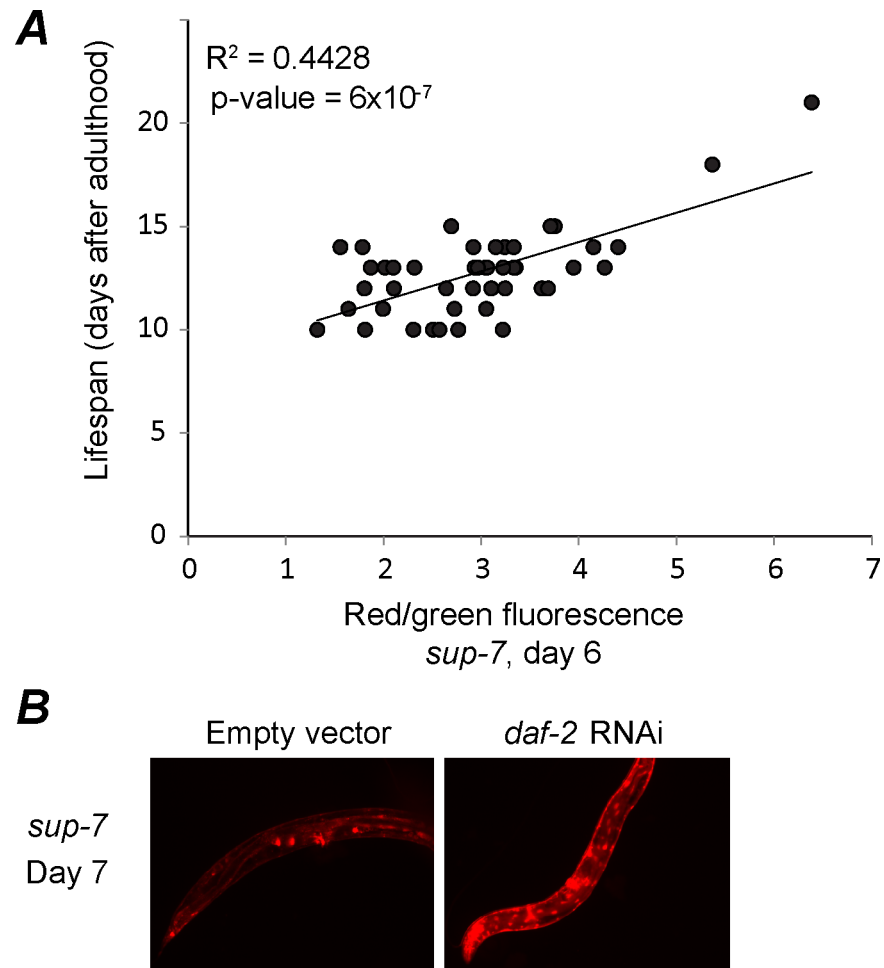 A
R² = 0.4428
p-value = 6x10⁻⁷
Lifespan (days after adulthood)
20
15
10
5
0
0 1 2 3 4 5 6 7
Red/green fluorescence
sup-7, day 6
B
Empty vector daf-2 RNAi
sup-7
Day 7